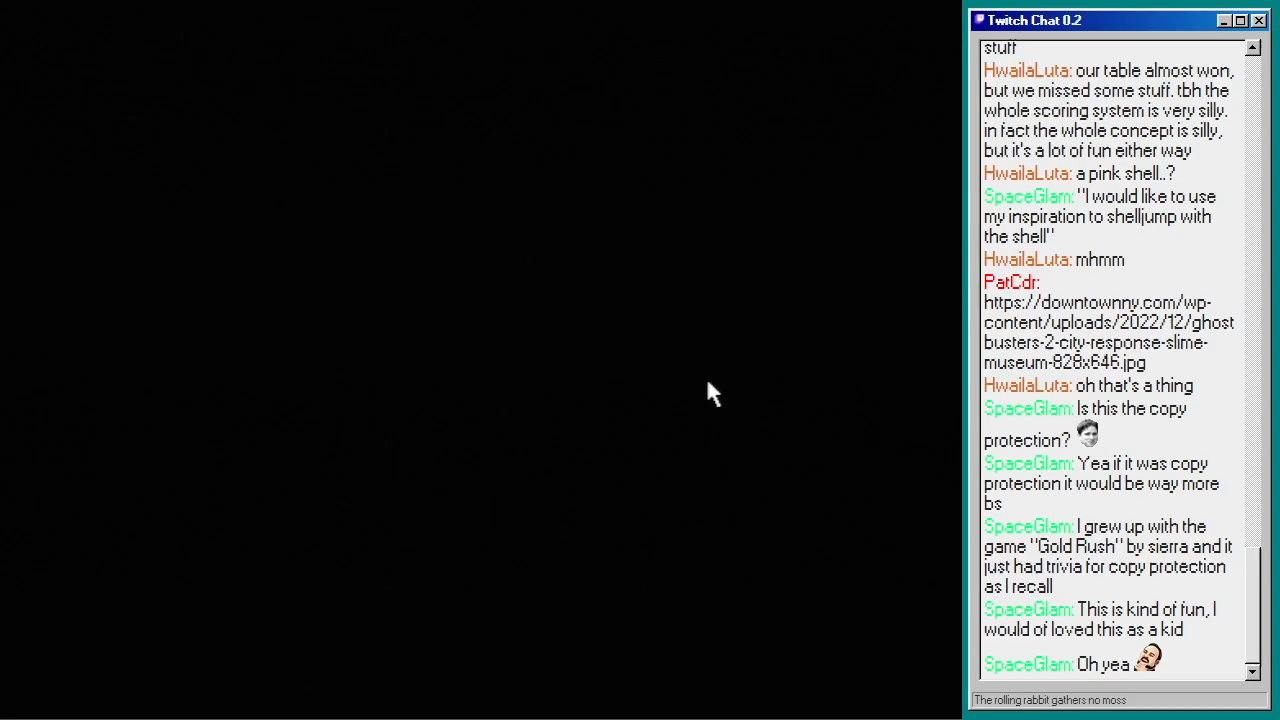 Twitch Chat 0.2
stuff
HwailaLuta: our table almost won,
but we missed some stuff. tbh the
whole scoring system is very silly.
in fact the whole concept is silly,
but it's a lot of fun either way
HwailaLuta: a pink shell..?
SpaceGlam: "I would like to use
my inspiration to shelljump with
the shell"
HwailaLuta: mhmm
PatCdr:
https://downtownny.com/wp-
content/uploads/2022/12/ghost
busters-2-city-response-slime-
museum-828x646.jpg
HwailaLuta: oh that's a thing
SpaceGlam: Is this the copy
protection?
SpaceGlam: Yea if it was copy
protection it would be way more
bs
SpaceGlam: I grew up with the
game "Gold Rush" by sierra and it
just had trivia for copy protection
as I recall
SpaceGlam: This is kind of fun, I
would of loved this as a kid
SpaceGlam: Oh yea
The rolling rabbit gathers no moss